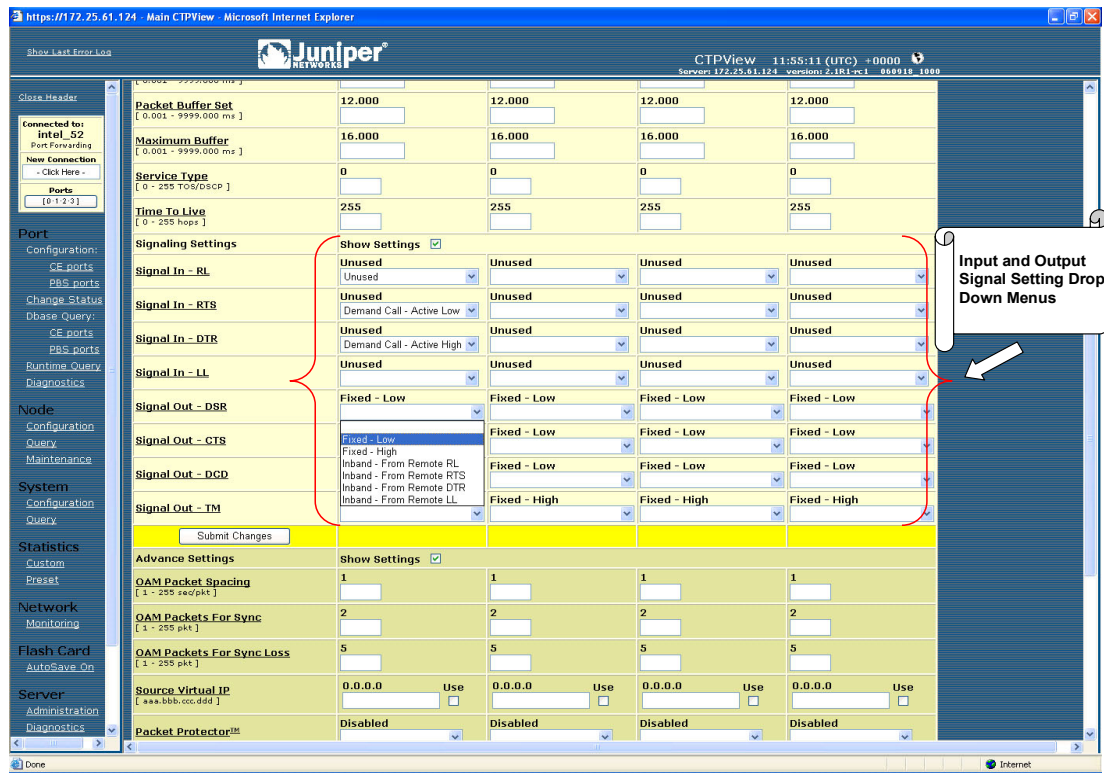 https://172.25.61.124 - Main CTPView - Microsoft Internet Explorer
Show Last Error Log
Juniper®
NETWORKS
CTPView 11:55:11 (UTC) +0000
Server: 172.25.61.124 version: 2.1R1-rc1 060918_1000
Close Header
Connected to:
intel_52
Port Forwarding
New Connection
- Click Here -
Ports
[0-1-2-3]
Port
Configuration:
CE ports
PBS ports
Change Status
Dbase Query:
CE ports
PBS ports
Runtime Query
Diagnostics
Node
Configuration
Query
Maintenance
System
Configuration
Query
Statistics
Custom
Preset
Network
Monitoring
Flash Card
AutoSave On
Server
Administration
Diagnostics
Packet Buffer Set 12.000 12.000 12.000 12.000
[ 0.001 - 9999.000 ms ]
Maximum Buffer 16.000 16.000 16.000 16.000
[ 0.001 - 9999.000 ms ]
Service Type 0 0 0 0
[ 0 - 255 TOS/DSCP ]
Time To Live 255 255 255 255
[ 0 - 255 hops ]
Signaling Settings Show Settings
Signal In - RL Unused Unused Unused Unused
Unused
Signal In - RTS Unused Unused Unused Unused
Demand Call - Active Low
Signal In - DTR Unused Unused Unused Unused
Demand Call - Active High
Signal In - LL Unused Unused Unused Unused
Signal Out - DSR Fixed - Low Fixed - Low Fixed - Low Fixed - Low
Signal Out - CTS Fixed - Low Fixed - Low Fixed - Low
Fixed - Low
Fixed - High
Inband - From Remote RL
Signal Out - DCD Fixed - Low Fixed - Low Fixed - Low
Inband - From Remote RTS
Inband - From Remote DTR
Inband - From Remote LL
Signal Out - TM Fixed - High Fixed - High Fixed - High
Submit Changes
Advance Settings Show Settings
OAM Packet Spacing 1 1 1 1
[ 1 - 255 sec/pkt ]
OAM Packets For Sync 2 2 2 2
[ 1 - 255 pkt ]
OAM Packets For Sync Loss 5 5 5 5
[ 1 - 255 pkt ]
Source Virtual IP 0.0.0.0 Use 0.0.0.0 Use 0.0.0.0 Use 0.0.0.0 Use
[ aaa.bbb.ccc.ddd ]
Packet Protector™ Disabled Disabled Disabled Disabled
Input and Output
Signal Setting Drop
Down Menus
Done
Internet